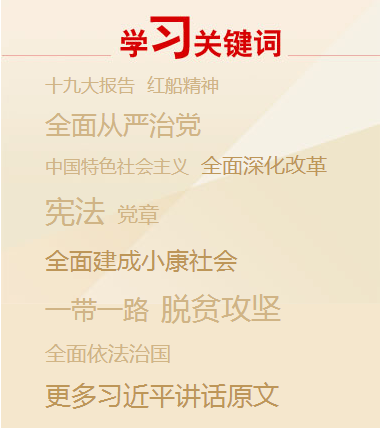 学习关键词
十九大报告 红船精神
全面从严治党
中国特色社会主义 全面深化改革
宪法 党章
全面建成小康社会
一带一路 脱贫攻坚
全面依法治国
更多习近平讲话原文